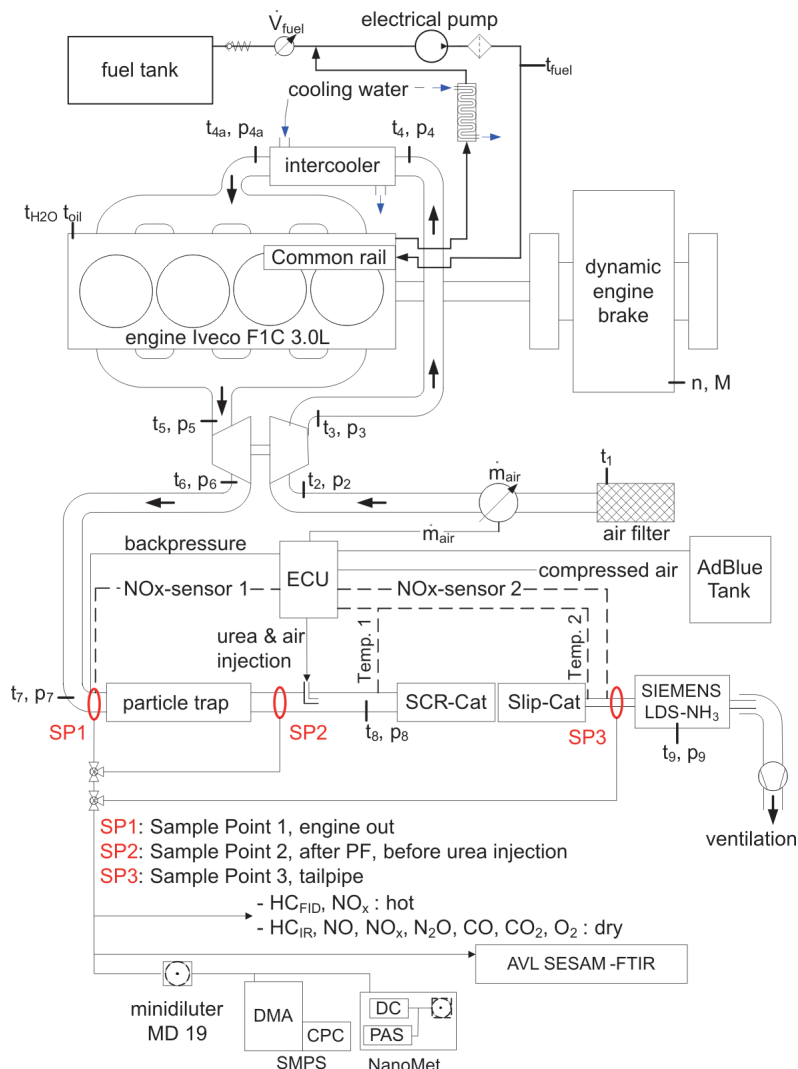 V̇fuel
electrical pump
fuel tank
tfuel
cooling water
t4a, p4a
t4, p4
intercooler
tH2O toil
Common rail
dynamic
engine
brake
engine Iveco F1C 3.0L
n, M
t5, p5
t3, p3
t6, p6
t2, p2
ṁair
t1
air filter
backpressure
ṁair
ECU
compressed air
AdBlue
Tank
NOx-sensor 1
NOx-sensor 2
urea & air
injection
Temp. 1
Temp. 2
t7, p7
particle trap
SCR-Cat
Slip-Cat
SIEMENS
LDS-NH3
SP1
SP2
t8, p8
SP3
t9, p9
ventilation
SP1: Sample Point 1, engine out
SP2: Sample Point 2, after PF, before urea injection
SP3: Sample Point 3, tailpipe
- HCFID, NOx : hot
- HCIR, NO, NOx, N2O, CO, CO2, O2 : dry
AVL SESAM -FTIR
minidiluter
MD 19
DMA
CPC
SMPS
DC
PAS
NanoMet